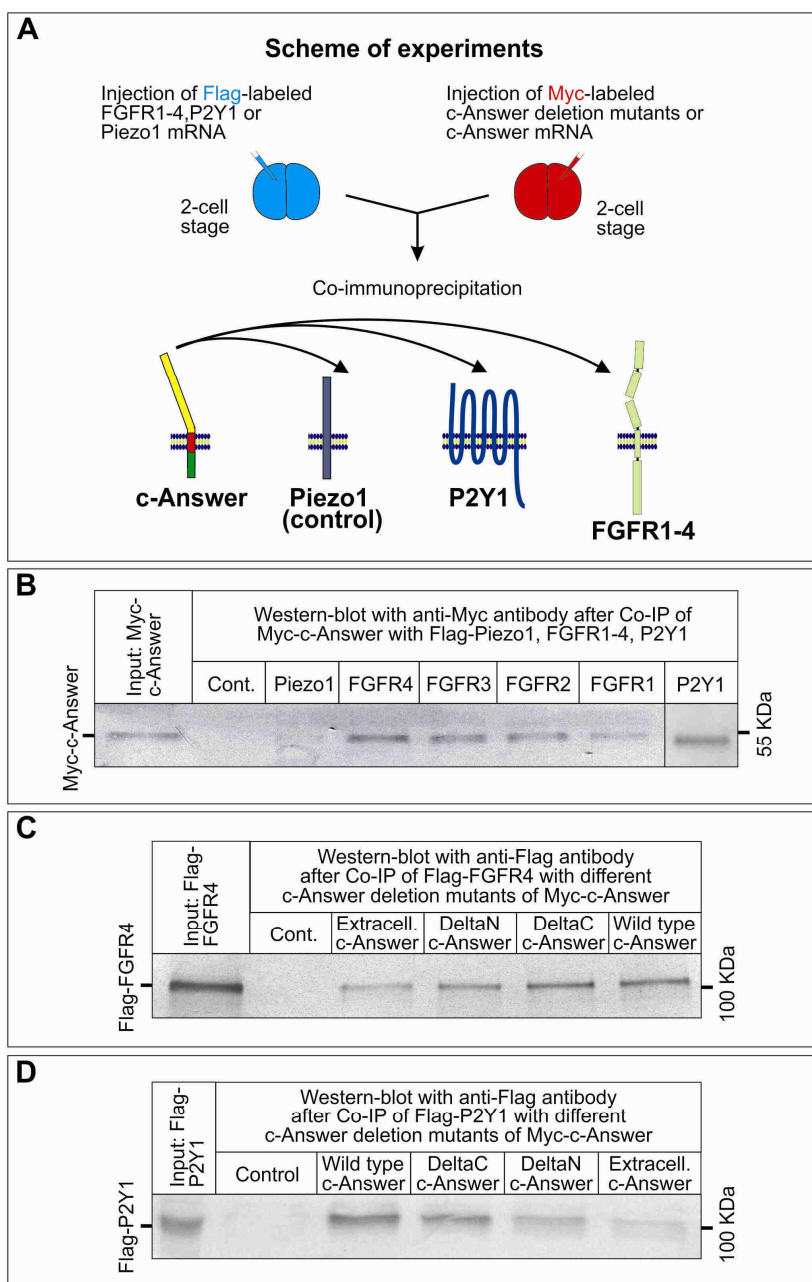 A
Scheme of experiments
Injection of Flag-labeled
FGFR1-4,P2Y1 or
Piezo1 mRNA
Injection of Myc-labeled
c-Answer deletion mutants or
c-Answer mRNA
2-cell
stage
2-cell
stage
Co-immunoprecipitation
c-Answer
Piezo1
(control)
P2Y1
FGFR1-4
B
Input: Myc-
c-Answer
Western-blot with anti-Myc antibody after Co-IP of
Myc-c-Answer with Flag-Piezo1, FGFR1-4, P2Y1
Cont.
Piezo1
FGFR4
FGFR3
FGFR2
FGFR1
P2Y1
Myc-c-Answer
55 KDa
C
Input: Flag-
FGFR4
Western-blot with anti-Flag antibody
after Co-IP of Flag-FGFR4 with different
c-Answer deletion mutants of Myc-c-Answer
Cont.
Extracell.
c-Answer
DeltaN
c-Answer
DeltaC
c-Answer
Wild type
c-Answer
Flag-FGFR4
100 KDa
D
Input: Flag-
P2Y1
Western-blot with anti-Flag antibody
after Co-IP of Flag-P2Y1 with different
c-Answer deletion mutants of Myc-c-Answer
Control
Wild type
c-Answer
DeltaC
c-Answer
DeltaN
c-Answer
Extracell.
c-Answer
Flag-P2Y1
100 KDa